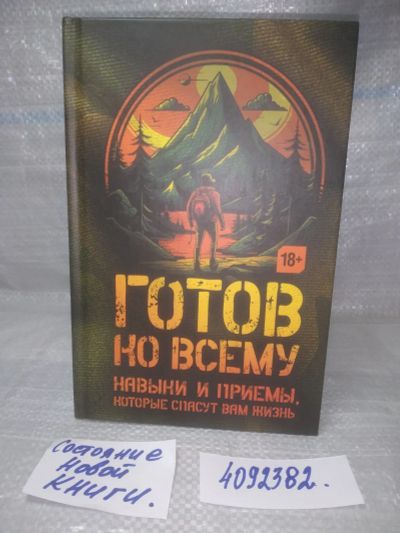 18+
ГОТОВ
КО ВСЕМУ
НАВЫКИ И ПРИЕМЫ,
КОТОРЫЕ СПАСУТ ВАМ ЖИЗНЬ
Состояние
Новой
КНИГИ.
4092382.